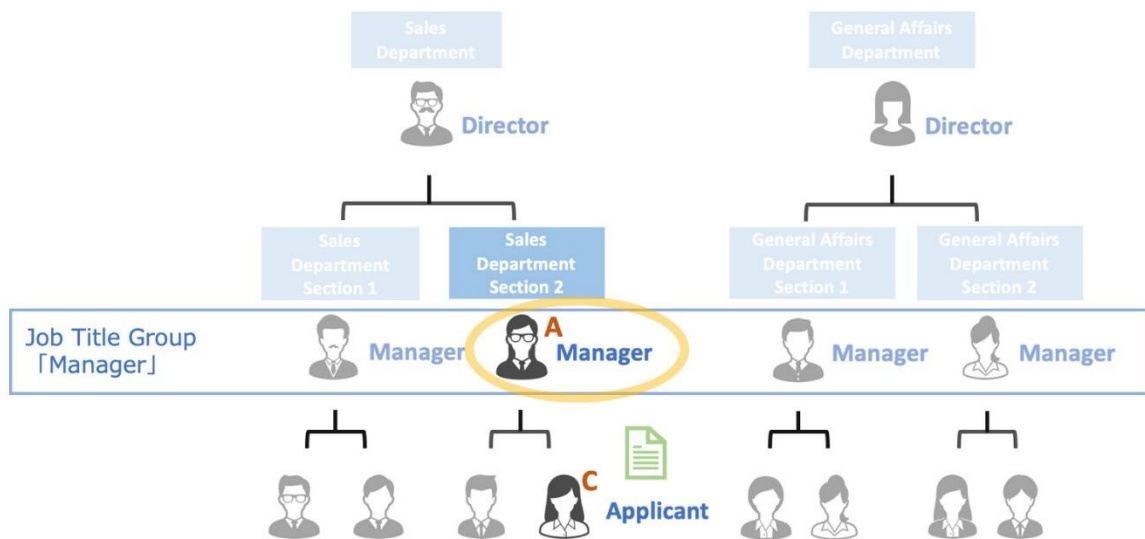 Sales
Department
General Affairs
Department
Director
Director
Sales
Department
Section 1
Sales
Department
Section 2
General Affairs
Department
Section 1
General Affairs
Department
Section 2
Job Title Group
「Manager」
Manager
A
Manager
Manager
Manager
C
Applicant